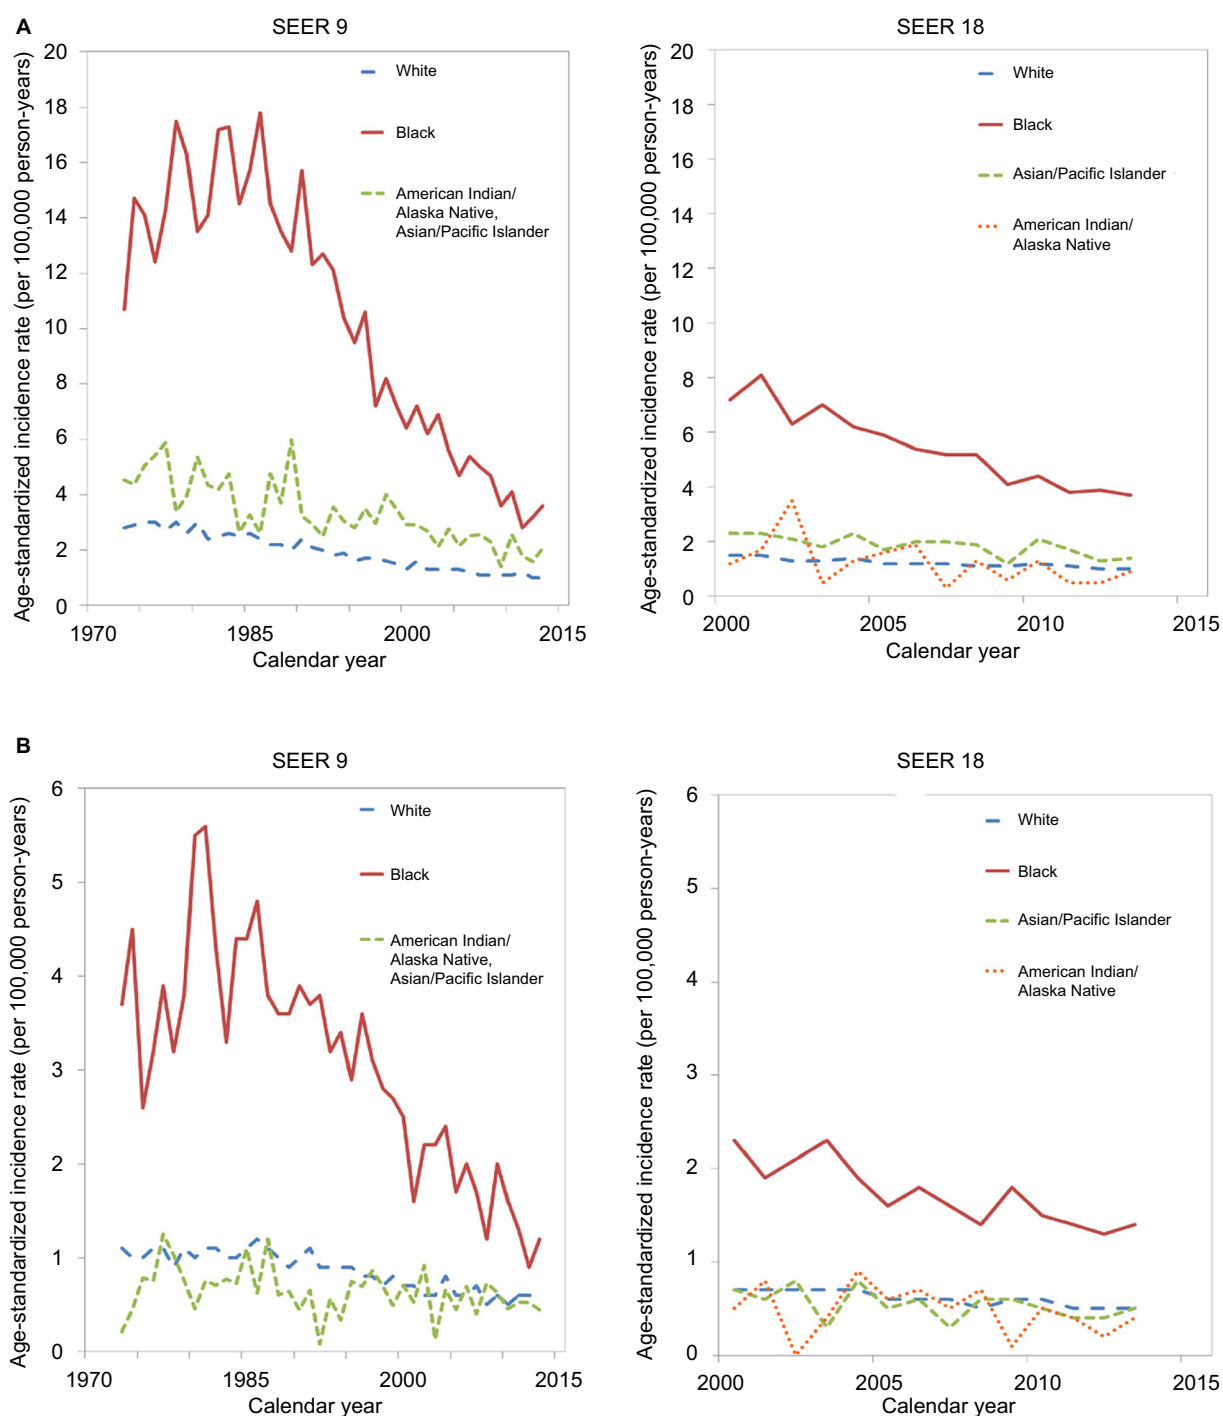 A
SEER 9
SEER 18
Age-standardized incidence rate (per 100,000 person-years)
20
18
16
14
12
10
8
6
4
2
0
White
Black
American Indian/
Alaska Native,
Asian/Pacific Islander
1970
1985
2000
2015
Calendar year
Age-standardized incidence rate (per 100,000 person-years)
20
18
16
14
12
10
8
6
4
2
0
White
Black
Asian/Pacific Islander
American Indian/
Alaska Native
2000
2005
2010
2015
Calendar year
B
SEER 9
SEER 18
Age-standardized incidence rate (per 100,000 person-years)
6
5
4
3
2
1
0
White
Black
American Indian/
Alaska Native,
Asian/Pacific Islander
1970
1985
2000
2015
Calendar year
Age-standardized incidence rate (per 100,000 person-years)
6
5
4
3
2
1
0
White
Black
Asian/Pacific Islander
American Indian/
Alaska Native
2000
2005
2010
2015
Calendar year